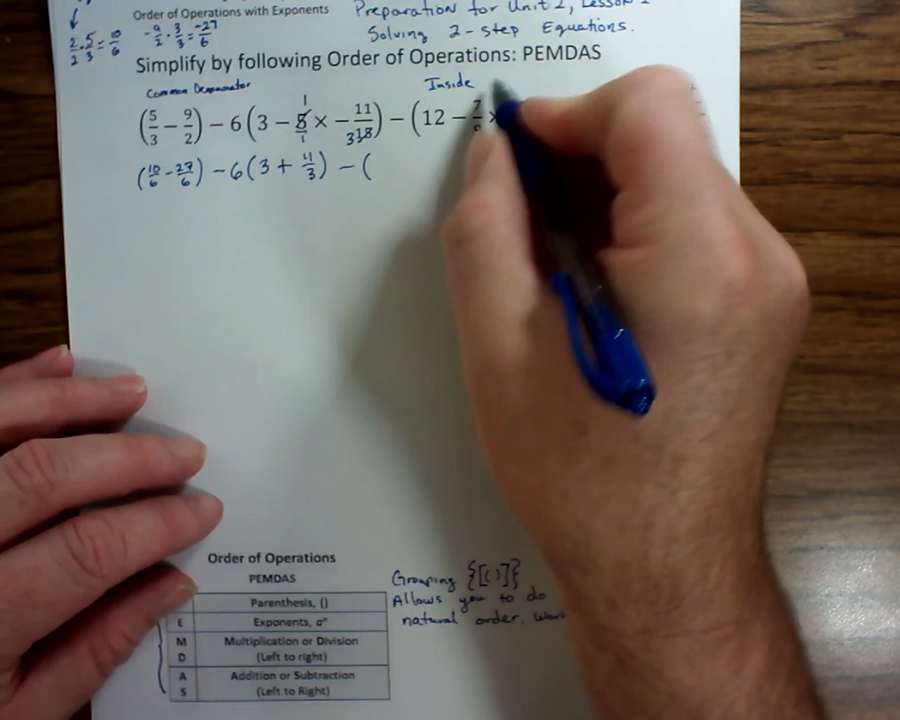 Order of Operations with Exponents
Preparation for Unit 2, Lesson
Solving 2-step Equations.
2/2 · 5/3 = 10/6
-9/2 · 3/3 = -27/6
Simplify by following Order of Operations: PEMDAS
Common Denominator
Inside
(5/3 − 9/2) − 6(3 − 5/1 x − 11/3 18) − (12 − 7/
1
(10/6 - 27/6) - 6(3 + 11/3) - (
Order of Operations
PEMDAS
Parenthesis, ()
E Exponents, aⁿ
M Multiplication or Division
D (Left to right)
A Addition or Subtraction
S (Left to Right)
Grouping {[()]}
Allows you to do
natural order. Work